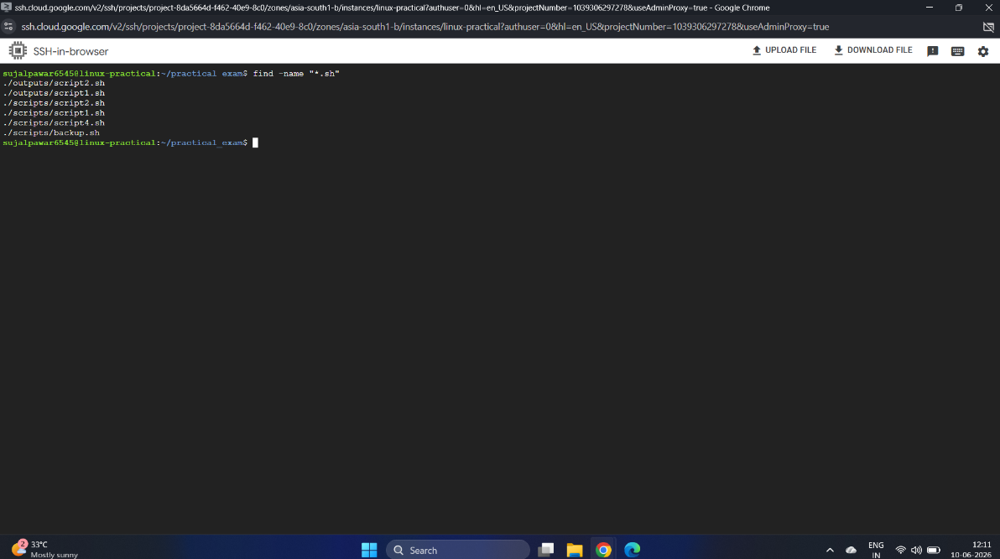 ssh.cloud.google.com/v2/ssh/projects/project-8da5664d-f462-40e9-8c0/zones/asia-south1-b/instances/linux-practical?authuser=0&hl=en_US&projectNumber=1039306297278&useAdminProxy=true - Google Chrome
ssh.cloud.google.com/v2/ssh/projects/project-8da5664d-f462-40e9-8c0/zones/asia-south1-b/instances/linux-practical?authuser=0&hl=en_US&projectNumber=1039306297278&useAdminProxy=true
SSH-in-browser UPLOAD FILE DOWNLOAD FILE
sujalpawar6545@linux-practical:~/practical_exam$ find -name "*.sh"
./outputs/script2.sh
./outputs/script1.sh
./scripts/script2.sh
./scripts/script1.sh
./scripts/script4.sh
./scripts/backup.sh
sujalpawar6545@linux-practical:~/practical_exam$
2
33°C
Mostly sunny
Search
ENG
IN
12:11
10-06-2026